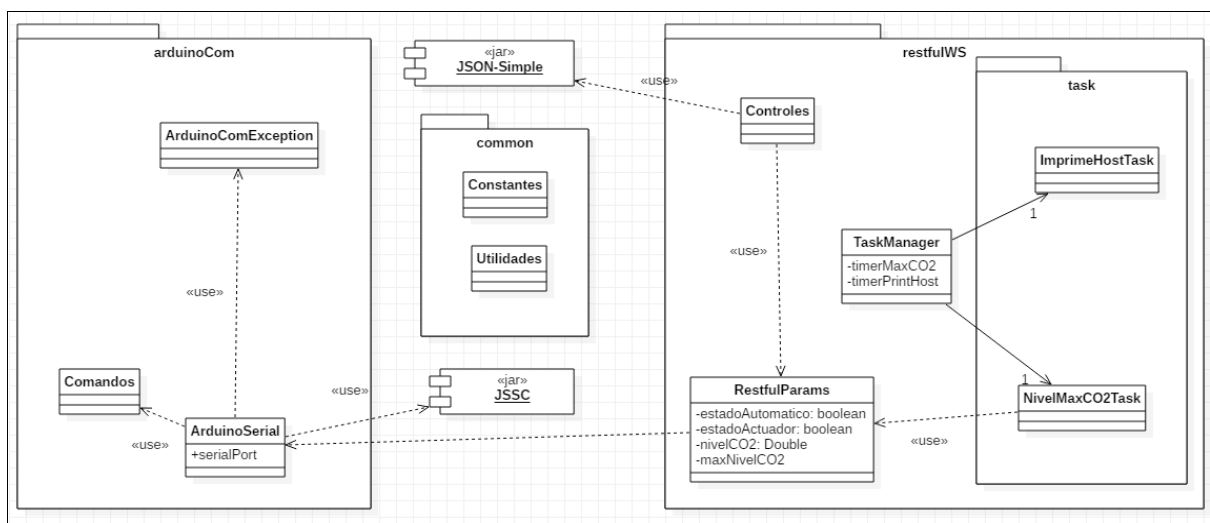 arduinoCom
ArduinoComException
«use»
Comandos
«use»
ArduinoSerial
+serialPort
«jar»
JSON-Simple
common
Constantes
Utilidades
«use»
«jar»
JSSC
restfulWS
«use»
Controles
«use»
TaskManager
-timerMaxCO2
-timerPrintHost
RestfulParams
-estadoAutomatico: boolean
-estadoActuador: boolean
-nivelCO2: Double
-maxNivelCO2
task
ImprimeHostTask
1
1
NivelMaxCO2Task
«use»